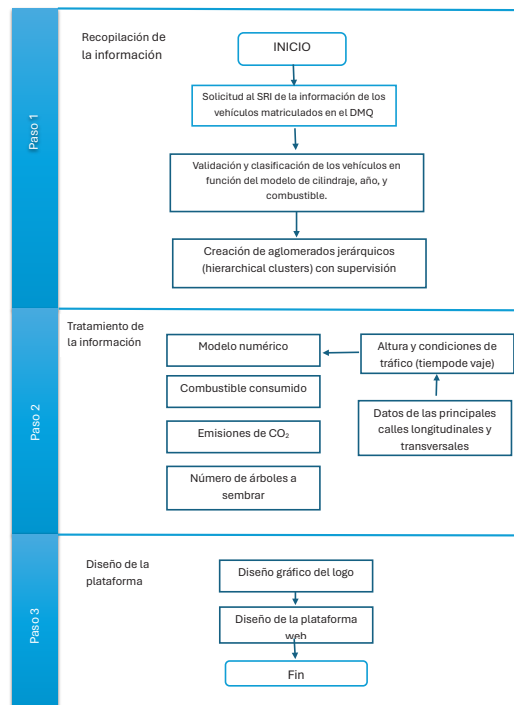 Paso 1
Recopilación de
la información
INICIO
Solicitud al SRI de la información de los
vehículos matriculados en el DMQ
Validación y clasificación de los vehículos en
función del modelo de cilindraje, año, y
combustible.
Creación de aglomerados jerárquicos
(hierarchical clusters) con supervisión
Paso 2
Tratamiento de
la información
Modelo numérico
Altura y condiciones de
tráfico (tiempode vaje)
Combustible consumido
Datos de las principales
calles longitudinales y
transversales
Emisiones de CO₂
Número de árboles a
sembrar
Paso 3
Diseño de la
plataforma
Diseño gráfico del logo
Diseño de la plataforma
web
Fin